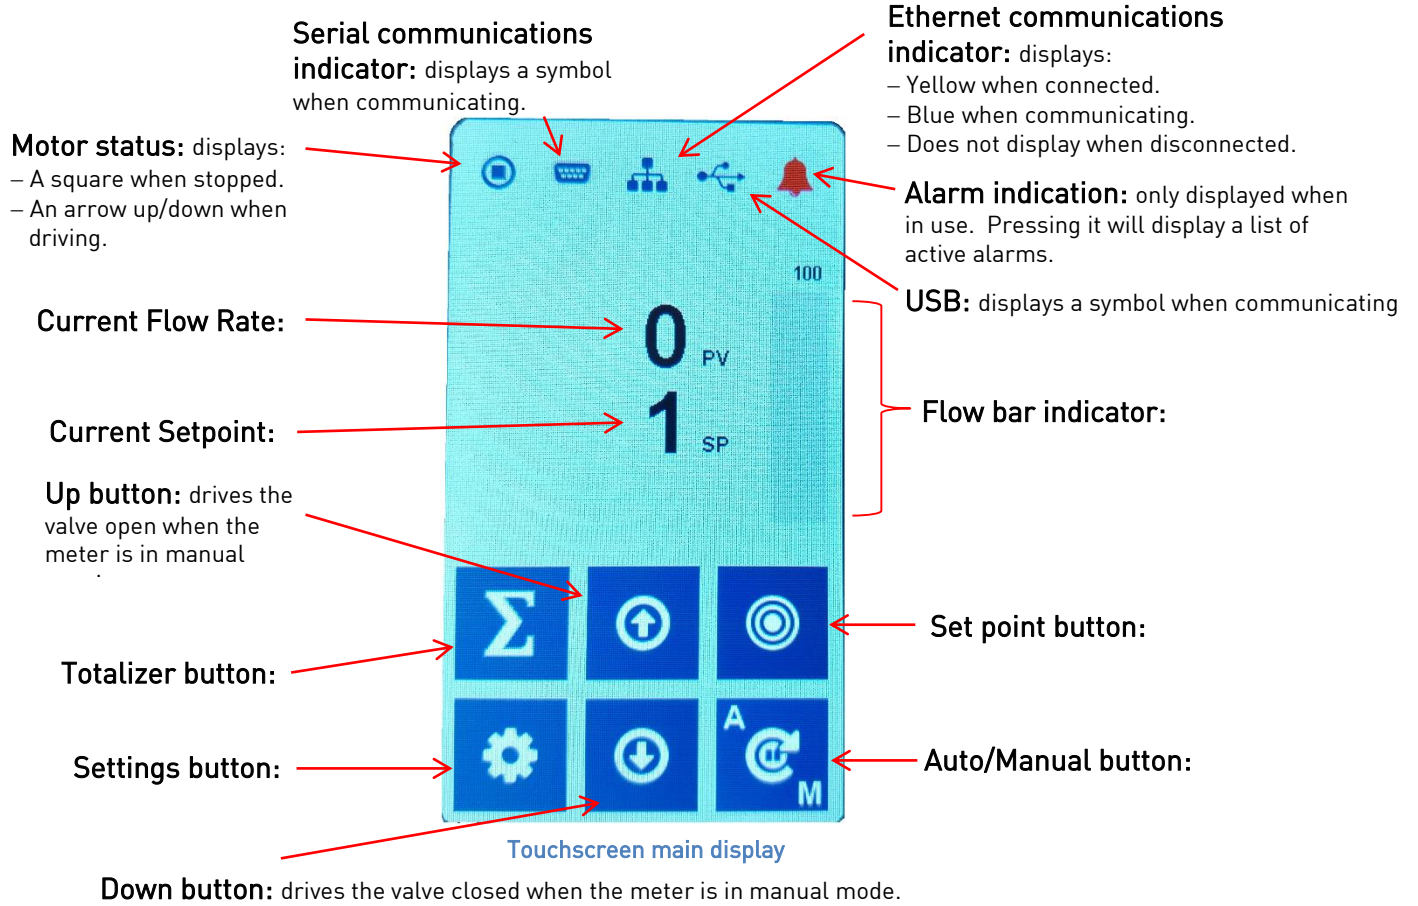 Serial communications
indicator: displays a symbol
when communicating.
Ethernet communications
indicator: displays:
– Yellow when connected.
– Blue when communicating.
– Does not display when disconnected.
Motor status: displays:
– A square when stopped.
– An arrow up/down when
driving.
Alarm indication: only displayed when
in use. Pressing it will display a list of
active alarms.
USB: displays a symbol when communicating
100
Current Flow Rate:
0 PV
Flow bar indicator:
Current Setpoint:
1 SP
Up button: drives the
valve open when the
meter is in manual
Σ
Set point button:
Totalizer button:
Settings button:
A
M
Auto/Manual button:
Touchscreen main display
Down button: drives the valve closed when the meter is in manual mode.